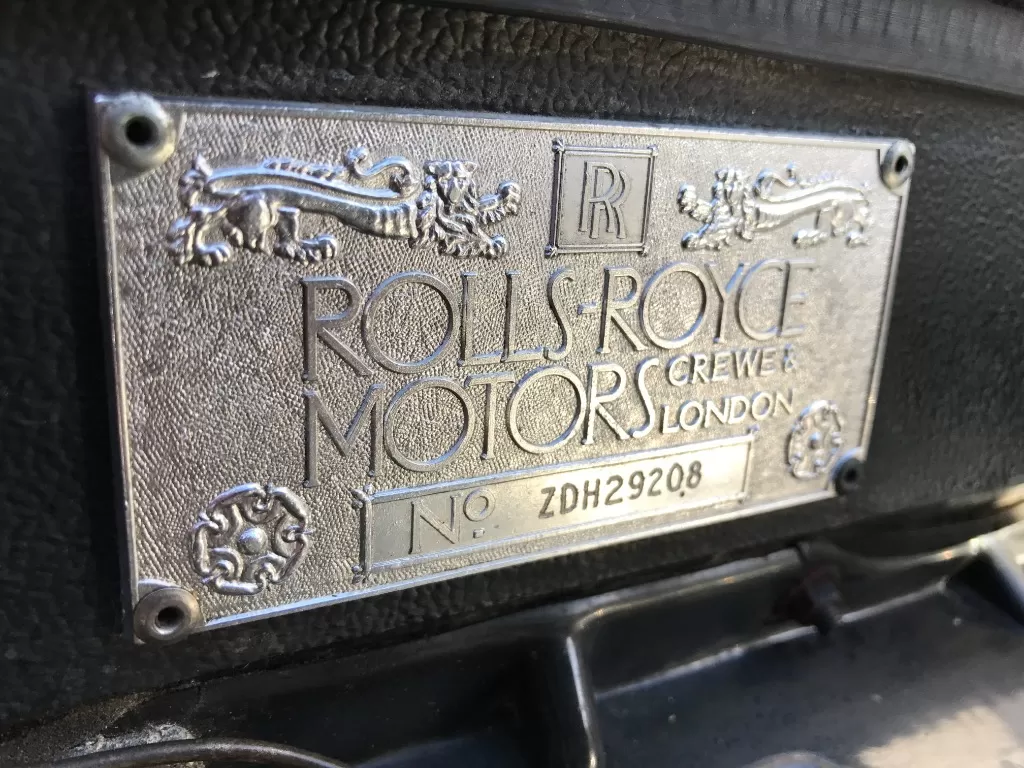 RR
ROLLS-ROYCE
MOTORS CREWE &
LONDON
Nº ZDH29208